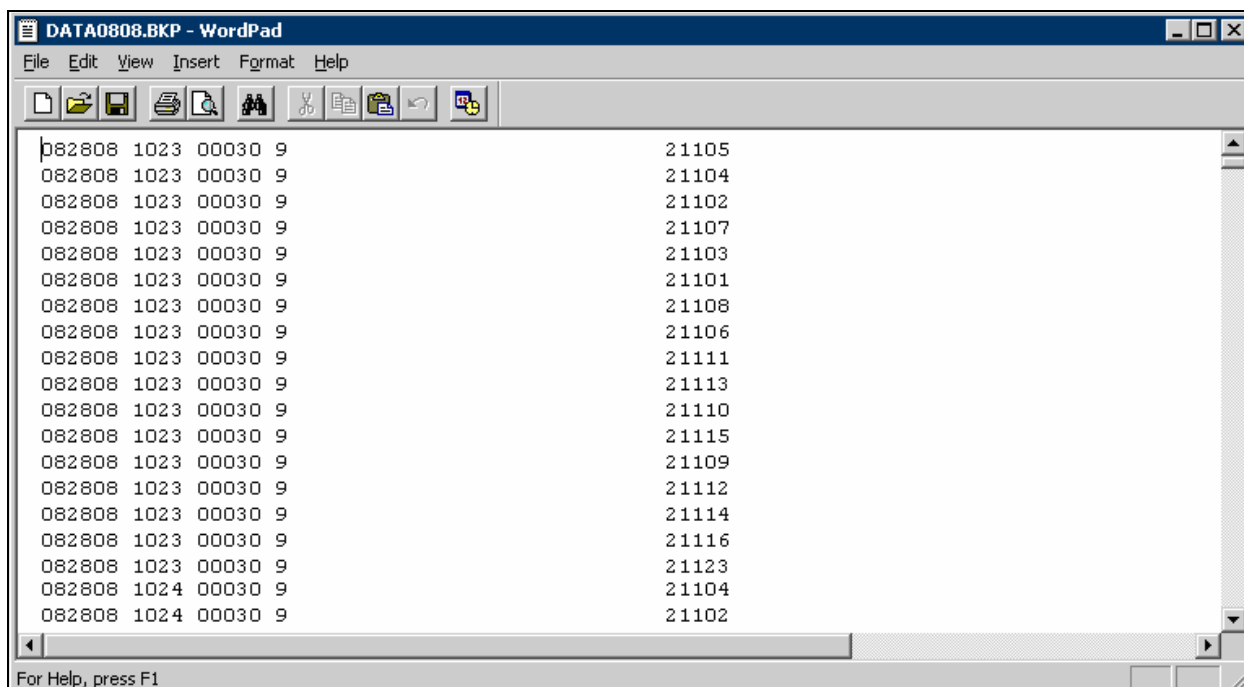 DATA0808.BKP - WordPad
File Edit View Insert Format Help
082808 1023 00030 9 21105
082808 1023 00030 9 21104
082808 1023 00030 9 21102
082808 1023 00030 9 21107
082808 1023 00030 9 21103
082808 1023 00030 9 21101
082808 1023 00030 9 21108
082808 1023 00030 9 21106
082808 1023 00030 9 21111
082808 1023 00030 9 21113
082808 1023 00030 9 21110
082808 1023 00030 9 21115
082808 1023 00030 9 21109
082808 1023 00030 9 21112
082808 1023 00030 9 21114
082808 1023 00030 9 21116
082808 1023 00030 9 21123
082808 1024 00030 9 21104
082808 1024 00030 9 21102
For Help, press F1